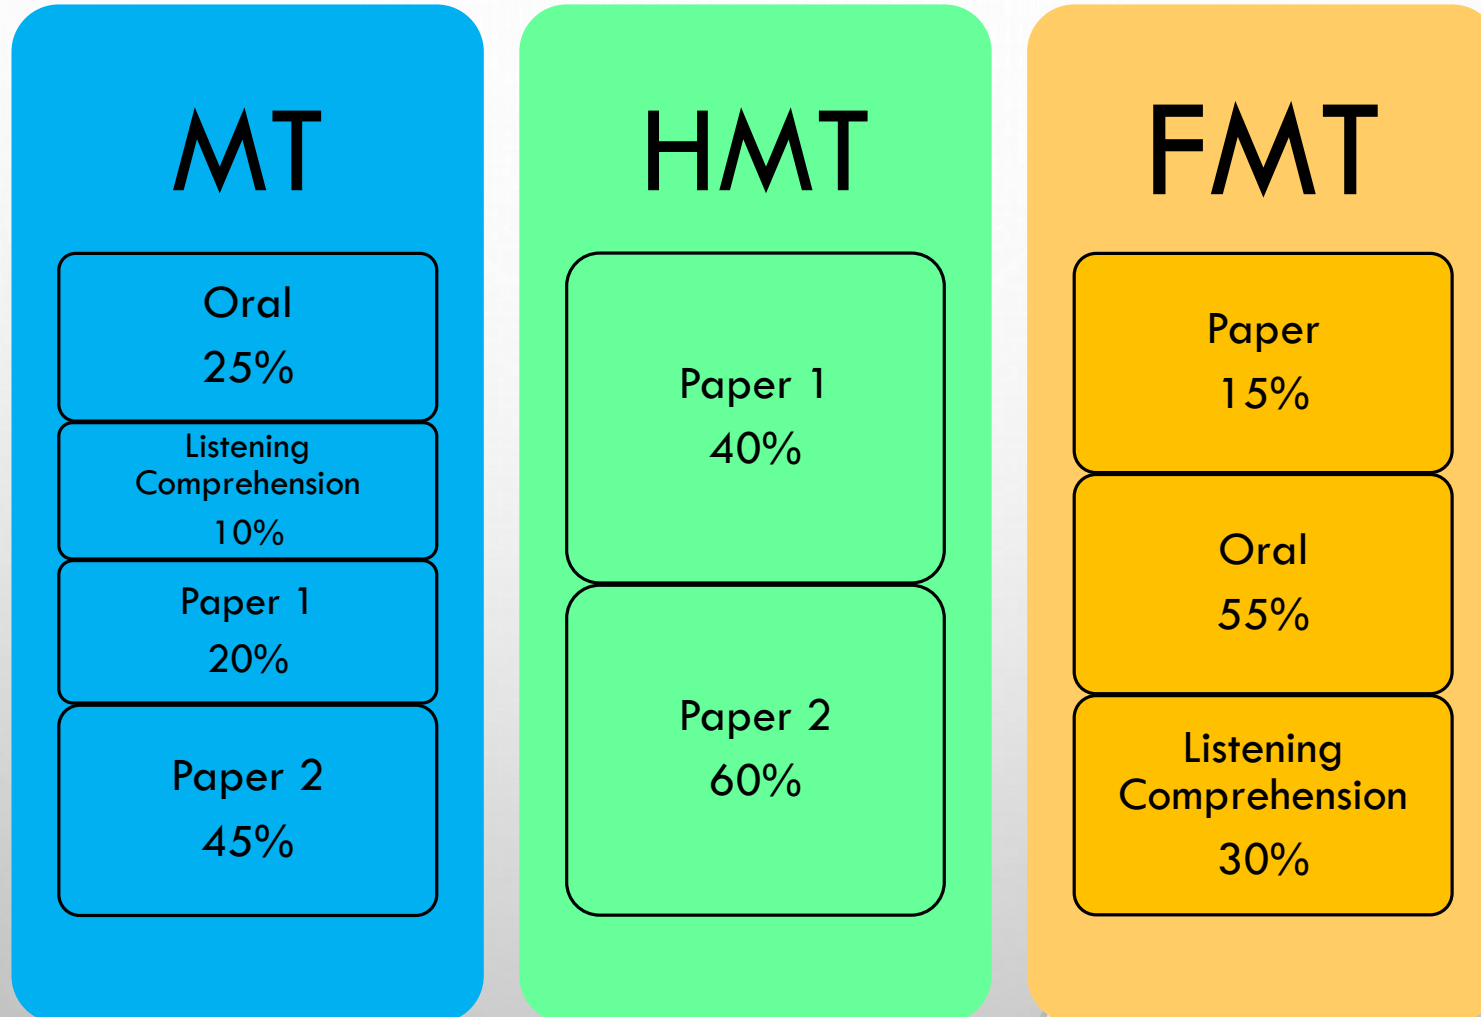 MT
Oral
25%
Listening
Comprehension
10%
Paper 1
20%
Paper 2
45%
HMT
Paper 1
40%
Paper 2
60%
FMT
Paper
15%
Oral
55%
Listening
Comprehension
30%